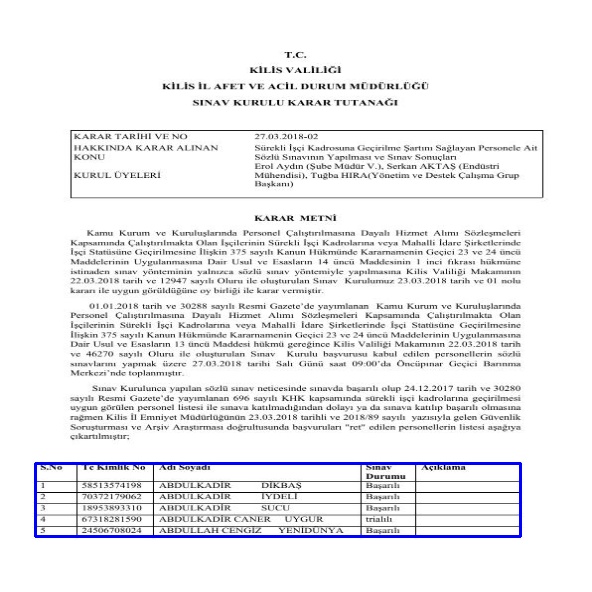 T.C.
KİLİS VALİLİĞİ
KİLİS İL AFET VE ACİL DURUM MÜDÜRLÜĞÜ
SINAV KURULU KARAR TUTANAĞI
KARAR TARİHİ VE NO 27.03.2018-02
HAKKINDA KARAR ALINAN Sürekli İşçi Kadrosuna Geçirilme Şartını Sağlayan Personele Ait
KONU Sözlü Sınavının Yapılması ve Sınav Sonuçları
Erol Aydın (Şube Müdür V.), Serkan AKTAŞ (Endüstri
KURUL ÜYELERİ Mühendisi), Tuğba HIRA(Yönetim ve Destek Çalışma Grup
Başkanı)
KARAR METNİ
Kamu Kurum ve Kuruluşlarında Personel Çalıştırılmasına Dayalı Hizmet Alımı Sözleşmeleri
Kapsamında Çalıştırılmakta Olan İşçilerinin Sürekli İşçi Kadrolarına veya Mahalli İdare Şirketlerinde
İşçi Statüsüne Geçirilmesine İlişkin 375 sayılı Kanun Hükmünde Kararnamenin Geçici 23 ve 24 üncü
Maddelerinin Uygulanmasına Dair Usul ve Esasların 14 üncü Maddesinin 1 inci fıkrası hükmüne
istinaden sınav yönteminin yalnızca sözlü sınav yöntemiyle yapılmasına Kilis Valiliği Makamının
22.03.2018 tarih ve 12947 sayılı Oluru ile oluşturulan Sınav Kurulumuz 23.03.2018 tarih ve 01 nolu
kararı ile uygun görüldüğüne oy birliği ile karar vermiştir.
01.01.2018 tarih ve 30288 sayılı Resmi Gazete'de yayımlanan Kamu Kurum ve Kuruluşlarında
Personel Çalıştırılmasına Dayalı Hizmet Alımı Sözleşmeleri Kapsamında Çalıştırılmakta Olan
İşçilerinin Sürekli İşçi Kadrolarına veya Mahalli İdare Şirketlerinde İşçi Statüsüne Geçirilmesine
İlişkin 375 sayılı Kanun Hükmünde Kararnamenin Geçici 23 ve 24 üncü Maddelerinin Uygulanmasına
Dair Usul ve Esasların 13 üncü Maddesi hükmü gereğince Kilis Valiliği Makamının 22.03.2018 tarih
ve 46270 sayılı Oluru ile oluşturulan Sınav Kurulu başvurusu kabul edilen personellerin sözlü
sınavlarını yapmak üzere 27.03.2018 tarihi Salı Günü saat 09:00'da Öncüpınar Geçici Barınma
Merkezi'nde toplanmıştır.
Sınav Kurulunca yapılan sözlü sınav neticesinde sınavda başarılı olup 24.12.2017 tarih ve 30280
sayılı Resmi Gazete'de yayımlanan 696 sayılı KHK kapsamında sürekli işçi kadrolarına geçirilmesi
uygun görülen personel listesi ile sınava katılmadığından dolayı ya da sınava katılıp başarılı olmasına
rağmen Kilis İl Emniyet Müdürlüğünün 23.03.2018 tarihli ve 2018/89 sayılı yazısıyla gelen Güvenlik
Soruşturması ve Arşiv Araştırması doğrultusunda başvuruları "ret" edilen personellerin listesi aşağıya
çıkartılmıştır;
S.No Tc Kimlik No Adı Soyadı Sınav Durumu Açıklama
1 58513574198 ABDULKADİR DİKBAŞ Başarılı
2 70372179062 ABDULKADİR İYDELİ Başarılı
3 18953893310 ABDULKADİR SUCU Başarılı
4 67318281590 ABDULKADİR CANER UYGUR trialılı
5 24506708024 ABDULLAH CENGİZ YENİDÜNYA Başarılı